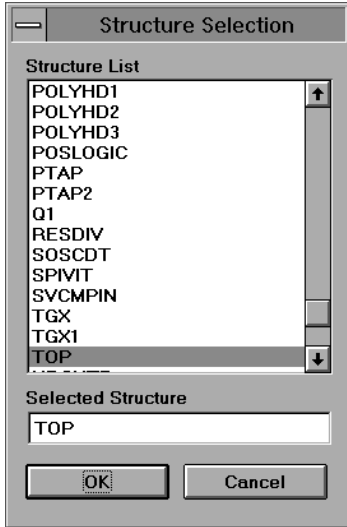 Structure Selection
Structure List
POLYHD1
POLYHD2
POLYHD3
POSLOGIC
PTAP
PTAP2
Q1
RESDIV
SOSCDT
SPIVIT
SVCMPIN
TGX
TGX1
TOP
Selected Structure
TOP
OK
Cancel